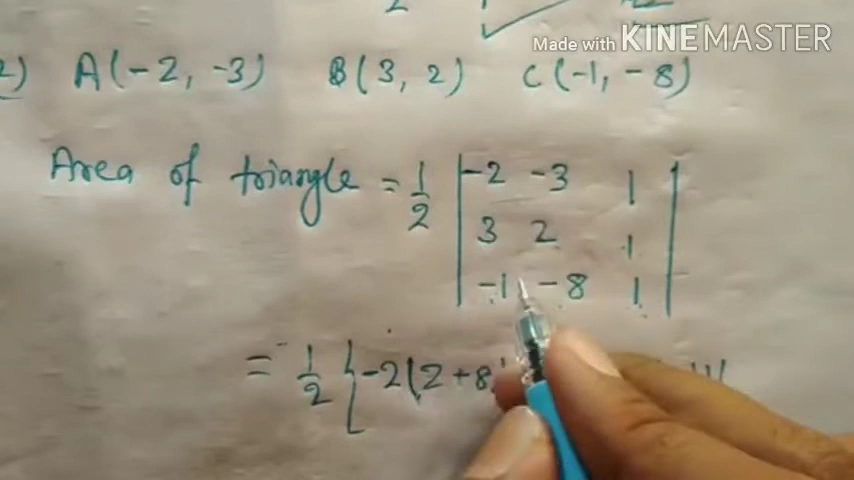 2
Made with KINEMASTER
2) A(-2, -3) B(3, 2) C(-1, -8)
Area of triangle = 1/2 | -2 -3 1 |
| 3 2 1 |
| -1 -8 1 |
= 1/2 { -2(2+8